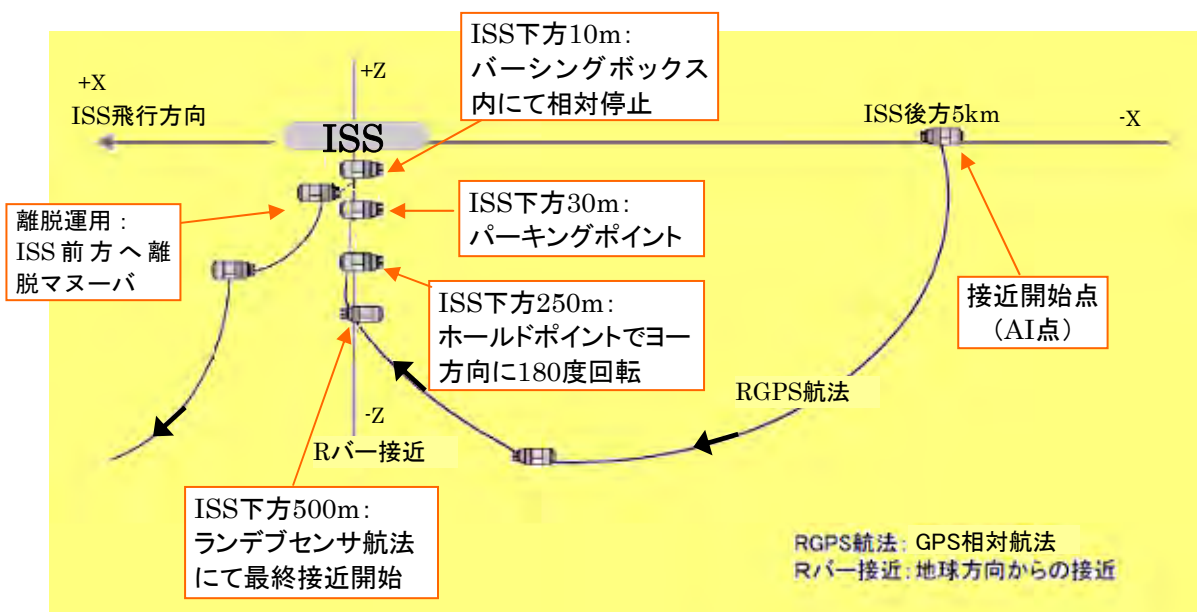 ISS下方10m:
バーシングボックス
内にて相対停止
+X
+Z
ISS飛行方向
ISS
ISS後方5km
-X
離脱運用:
ISS前方へ離
脱マヌーバ
ISS下方30m:
パーキングポイント
ISS下方250m:
ホールドポイントでヨー
方向に180度回転
接近開始点
(AI点)
RGPS航法
-Z
Rバー接近
ISS下方500m:
ランデブセンサ航法
にて最終接近開始
RGPS航法: GPS相対航法
Rバー接近:地球方向からの接近